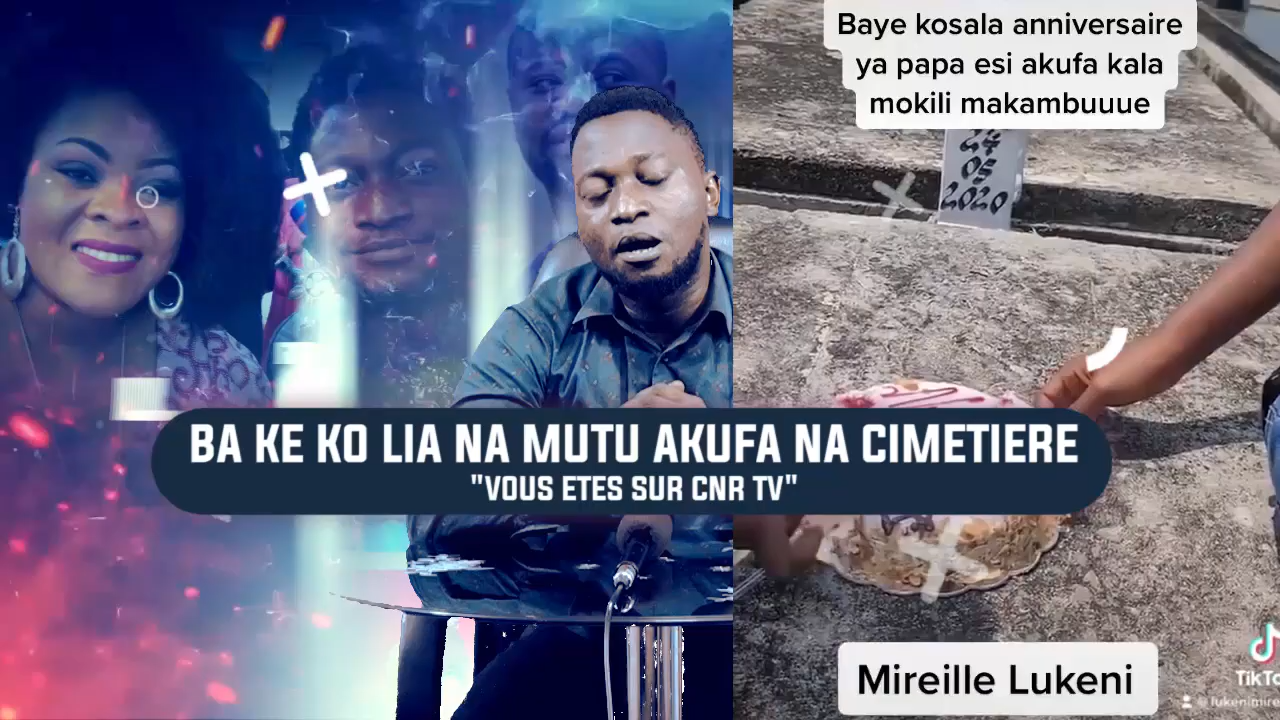 Baye kosala anniversaire
ya papa esi akufa kala
mokili makambuuue
24
05
2020
BA KE KO LIA NA MUTU AKUFA NA CIMETIERE
"VOUS ETES SUR CNR TV"
Mireille Lukeni